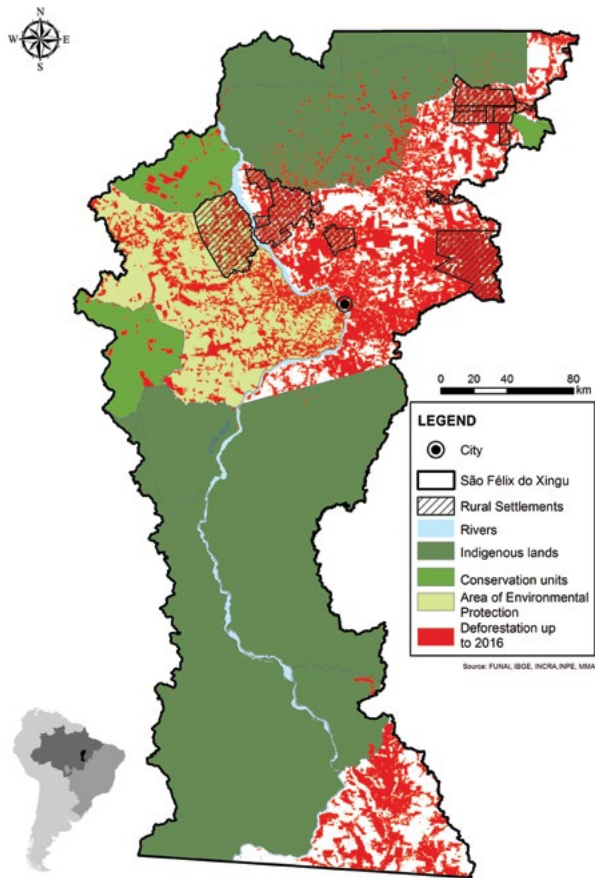 N
W E
S
0 20 40 80
km
LEGEND
City
São Félix do Xingu
Rural Settlements
Rivers
Indigenous lands
Conservation units
Area of Environmental
Protection
Deforestation up
to 2016
Source: FUNAI, IBGE, INCRA,INPE, MMA